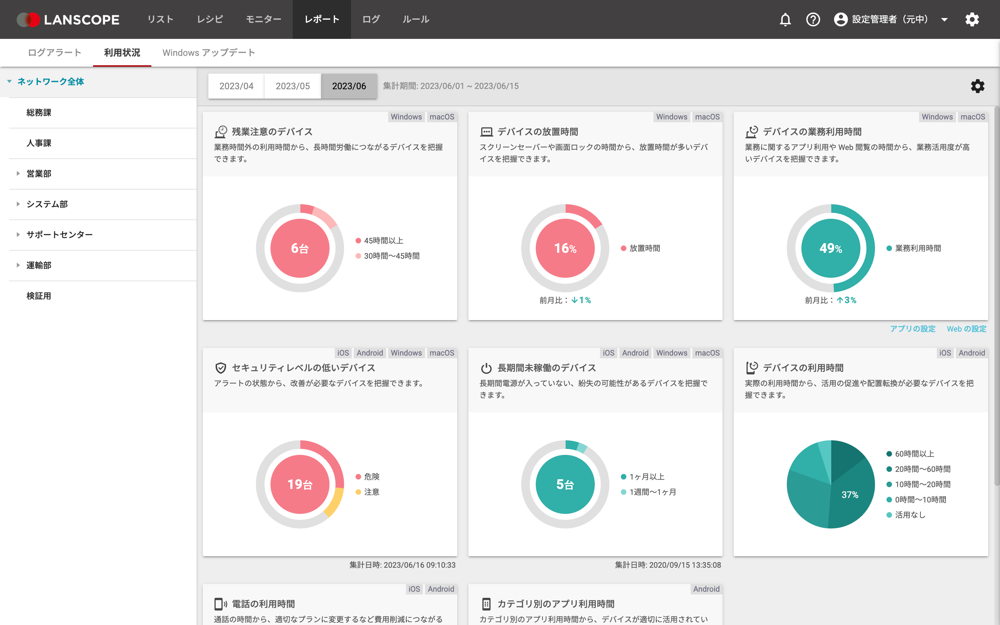 LANSCOPE
リスト
レシピ
モニター
レポート
ログ
ルール
設定管理者（元中）
ログアラート
利用状況
Windows アップデート
ネットワーク全体
総務課
人事課
営業部
システム部
サポートセンター
運輸部
検証用
2023/04
2023/05
2023/06
集計期間: 2023/06/01 ~ 2023/06/15
Windows macOS
残業注意のデバイス
業務時間外の利用時間から、長時間労働につながるデバイスを把握
できます。
6台
45時間以上
30時間〜45時間
Windows macOS
デバイスの放置時間
スクリーンセーバーや画面ロックの時間から、放置時間が多いデバ
イスを把握できます。
16%
放置時間
前月比：↓1%
Windows macOS
デバイスの業務利用時間
業務に関するアプリ利用や Web 閲覧の時間から、業務活用度が高
いデバイスを把握できます。
49%
業務利用時間
前月比：↑3%
アプリの設定 Web の設定
iOS Android Windows macOS
セキュリティレベルの低いデバイス
アラートの状態から、改善が必要なデバイスを把握できます。
19台
危険
注意
集計日時: 2023/06/16 09:10:33
iOS Android Windows macOS
長期間未稼働のデバイス
長期間電源が入っていない、紛失の可能性があるデバイスを把握で
きます。
5台
1ヶ月以上
1週間〜1ヶ月
集計日時: 2020/09/15 13:35:08
iOS Android
デバイスの利用時間
実際の利用時間から、活用の促進や配置転換が必要なデバイスを把
握できます。
37%
60時間以上
20時間〜60時間
10時間〜20時間
0時間〜10時間
活用なし
iOS Android
電話の利用時間
通話の時間から、適切なプランに変更するなど費用削減につながる
Android
カテゴリ別のアプリ利用時間
カテゴリ別のアプリ利用時間から、デバイスが適切に活用されてい